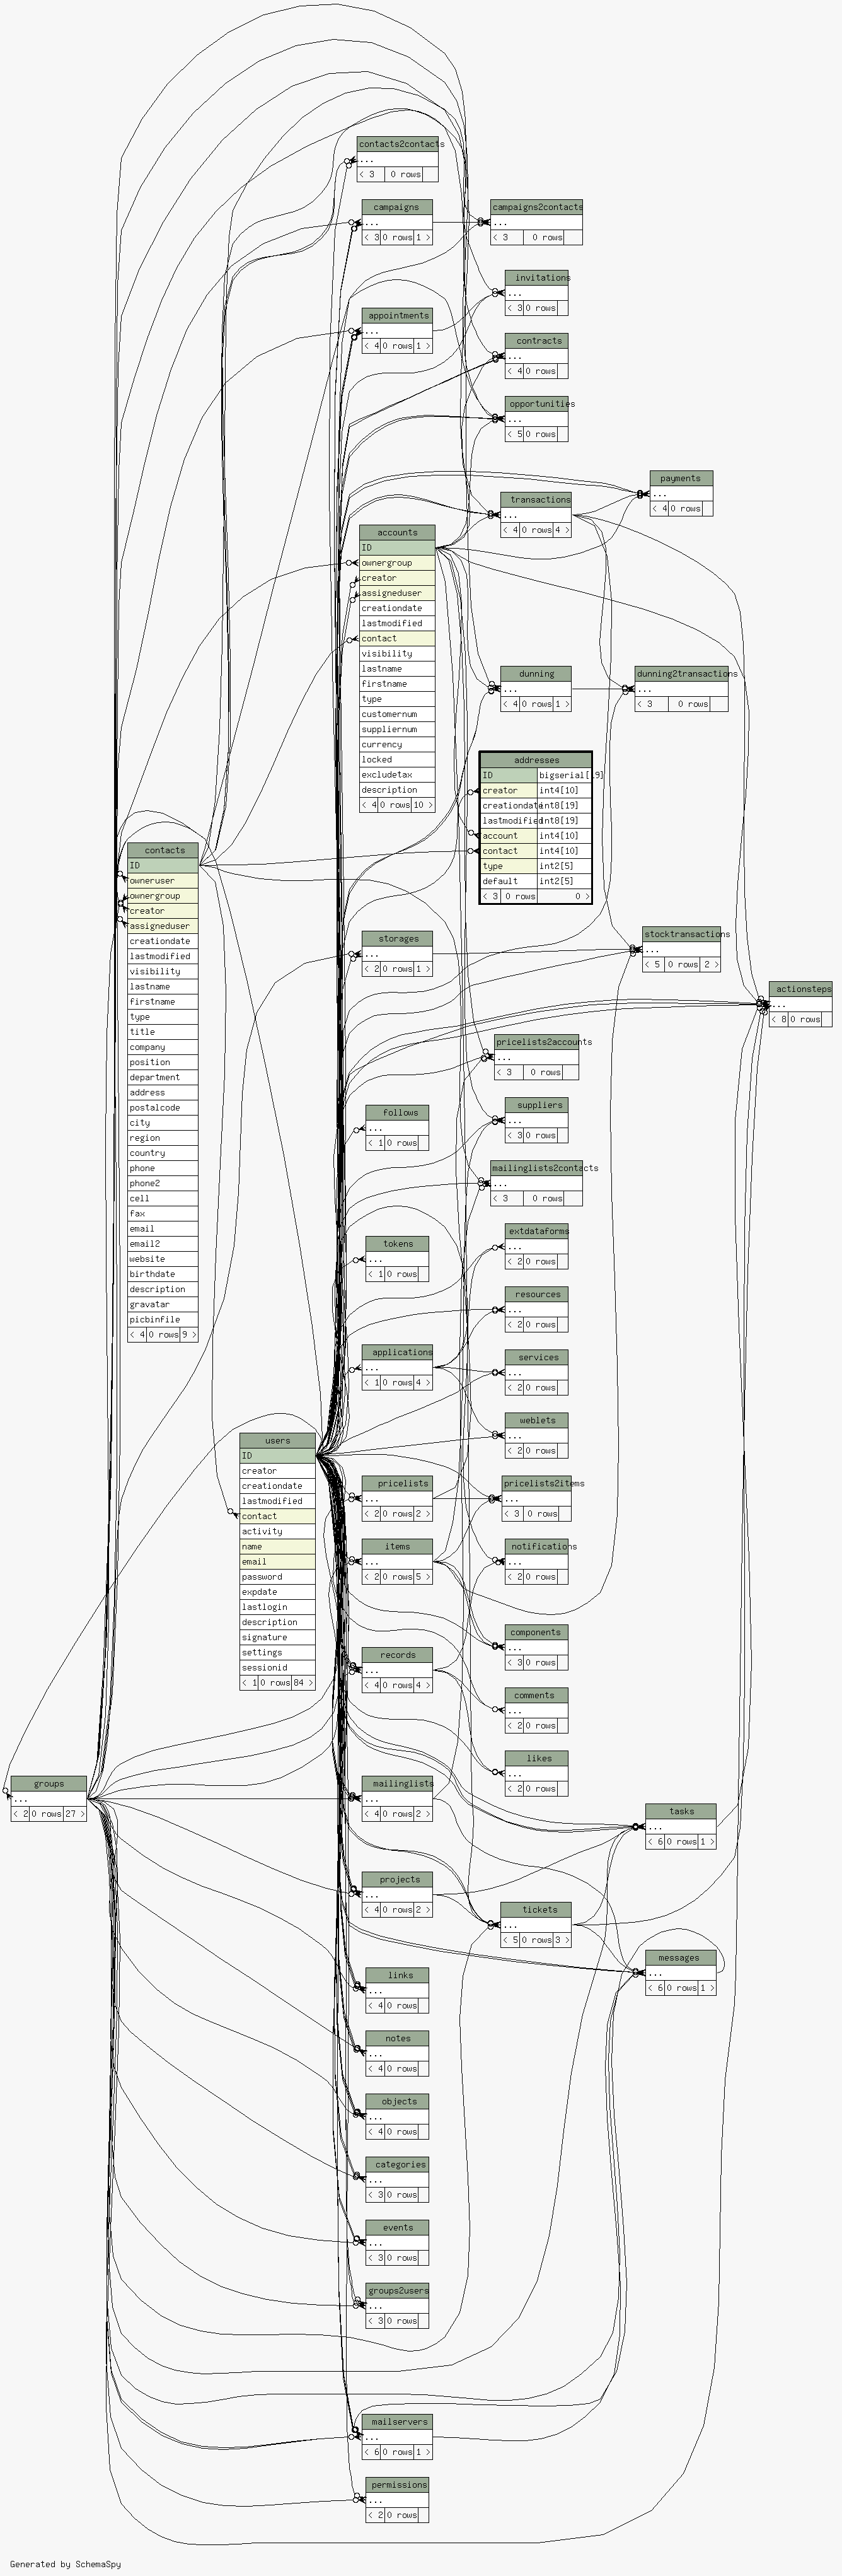 contacts2contacts
...
< 3 0 rows
campaigns
...
< 3 0 rows 1 >
campaigns2contacts
...
< 3 0 rows
invitations
...
< 3 0 rows
appointments
...
< 4 0 rows 1 >
contracts
...
< 4 0 rows
opportunities
...
< 5 0 rows
payments
...
< 4 0 rows
transactions
...
< 4 0 rows 4 >
accounts
ID
ownergroup
creator
assigneduser
creationdate
lastmodified
contact
visibility
lastname
firstname
type
customernum
suppliernum
currency
locked
excludetax
description
< 4 0 rows 10 >
dunning
...
< 4 0 rows 1 >
dunning2transactions
...
< 3 0 rows
addresses
ID bigserial[19]
creator int4[10]
creationdate int8[19]
lastmodified int8[19]
account int4[10]
contact int4[10]
type int2[5]
default int2[5]
< 3 0 rows 0 >
contacts
ID
owneruser
ownergroup
creator
assigneduser
creationdate
lastmodified
visibility
lastname
firstname
type
title
company
position
department
address
postalcode
city
region
country
phone
phone2
cell
fax
email
email2
website
birthdate
description
gravatar
picbinfile
< 4 0 rows 9 >
storages
...
< 2 0 rows 1 >
stocktransactions
...
< 5 0 rows 2 >
actionsteps
...
< 8 0 rows
pricelists2accounts
...
< 3 0 rows
follows
...
< 1 0 rows
suppliers
...
< 3 0 rows
mailinglists2contacts
...
< 3 0 rows
tokens
...
< 1 0 rows
extdataforms
...
< 2 0 rows
resources
...
< 2 0 rows
applications
...
< 1 0 rows 4 >
services
...
< 2 0 rows
weblets
...
< 2 0 rows
users
ID
creator
creationdate
lastmodified
contact
activity
name
email
password
expdate
lastlogin
description
signature
settings
sessionid
< 1 0 rows 84 >
pricelists
...
< 2 0 rows 2 >
pricelists2items
...
< 3 0 rows
items
...
< 2 0 rows 5 >
notifications
...
< 2 0 rows
components
...
< 3 0 rows
records
...
< 4 0 rows 4 >
comments
...
< 2 0 rows
likes
...
< 2 0 rows
groups
...
< 2 0 rows 27 >
mailinglists
...
< 4 0 rows 2 >
tasks
...
< 6 0 rows 1 >
projects
...
< 4 0 rows 2 >
tickets
...
< 5 0 rows 3 >
messages
...
< 6 0 rows 1 >
links
...
< 4 0 rows
notes
...
< 4 0 rows
objects
...
< 4 0 rows
categories
...
< 3 0 rows
events
...
< 3 0 rows
groups2users
...
< 3 0 rows
mailservers
...
< 6 0 rows 1 >
permissions
...
< 2 0 rows
Generated by SchemaSpy